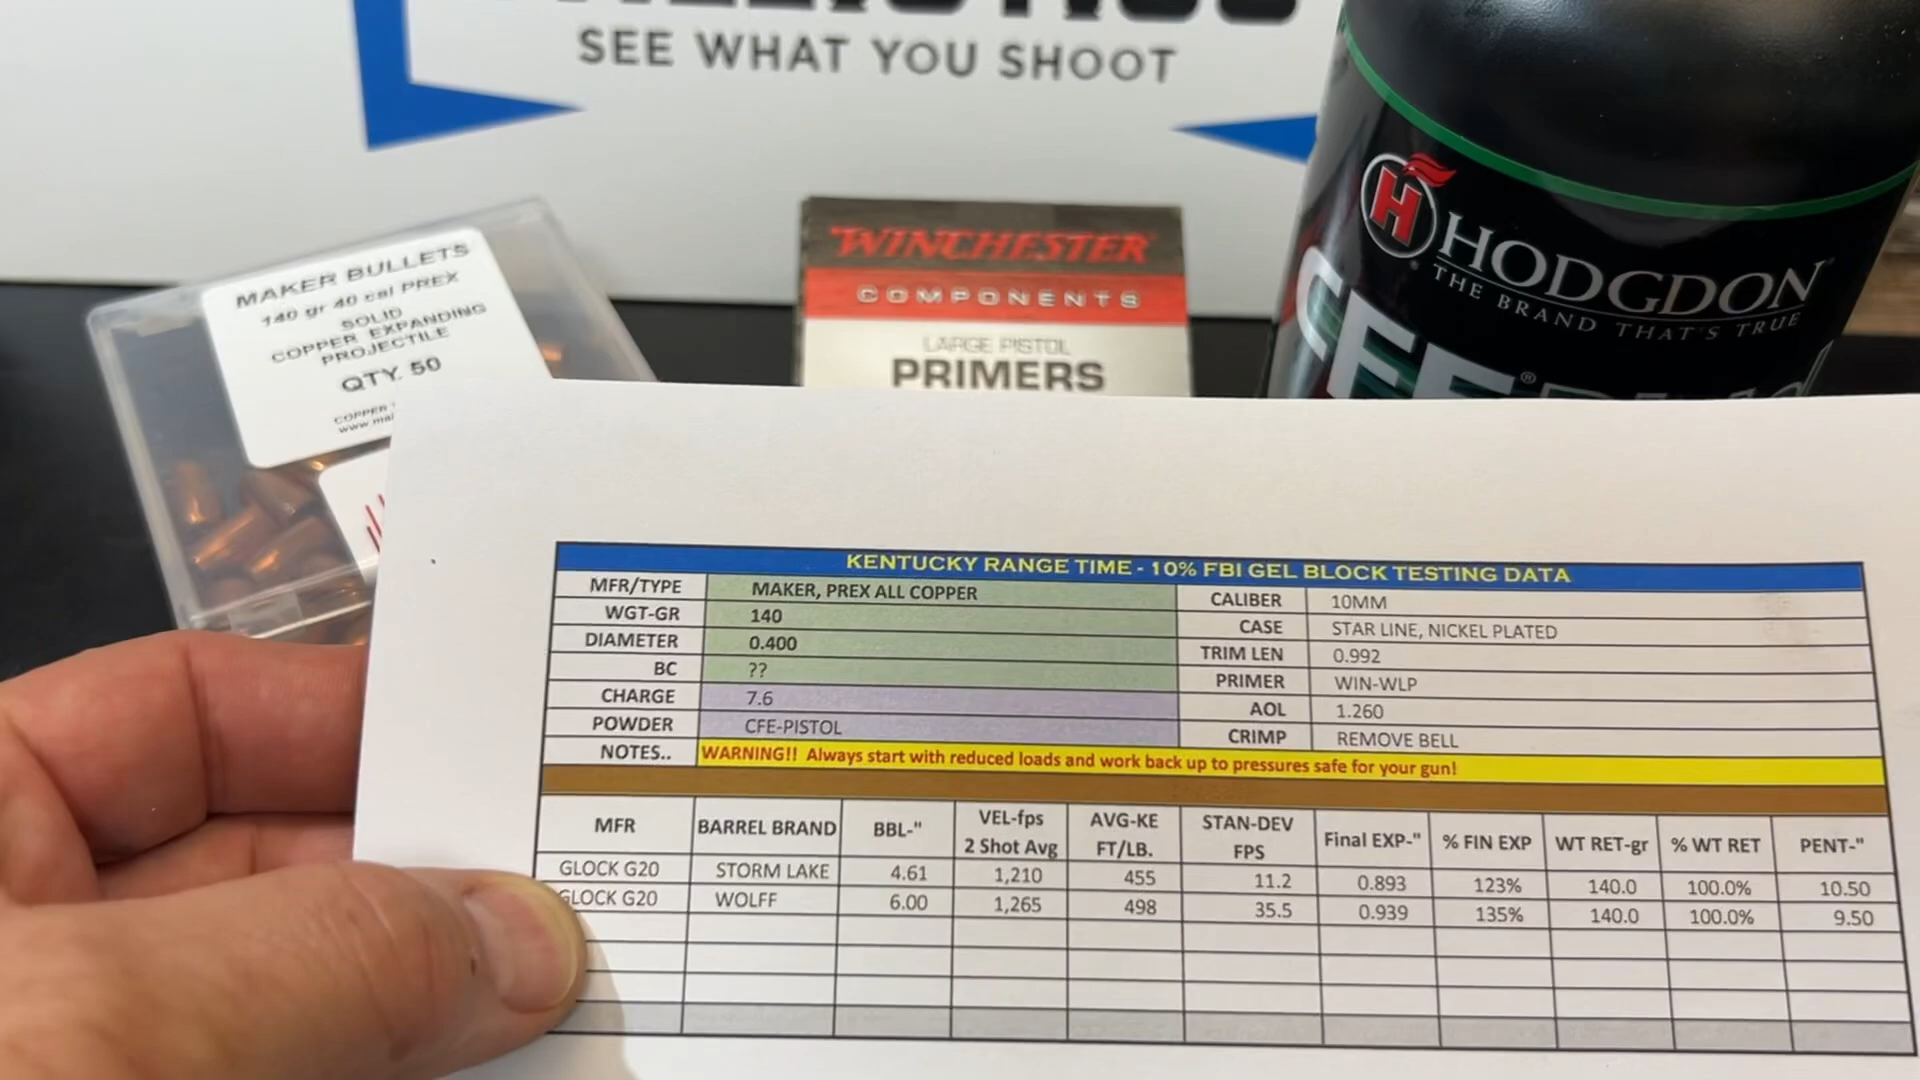 SEE WHAT YOU SHOOT
MAKER BULLETS
140 gr 40 cal PREX
SOLID
COPPER EXPANDING
PROJECTILE
QTY. 50
COPPER
WINCHESTER
COMPONENTS
LARGE PISTOL
PRIMERS
H
HODGDON
THE BRAND THAT'S TRUE
KENTUCKY RANGE TIME - 10% FBI GEL BLOCK TESTING DATA
MFR/TYPE MAKER, PREX ALL COPPER CALIBER 10MM
WGT-GR 140 CASE STAR LINE, NICKEL PLATED
DIAMETER 0.400 TRIM LEN 0.992
BC ?? PRIMER WIN-WLP
CHARGE 7.6 AOL 1.260
POWDER CFE-PISTOL CRIMP REMOVE BELL
NOTES.. WARNING!! Always start with reduced loads and work back up to pressures safe for your gun!
MFR BARREL BRAND BBL-" VEL-fps 2 Shot Avg AVG-KE FT/LB. STAN-DEV FPS Final EXP-" % FIN EXP WT RET-gr % WT RET PENT-"
GLOCK G20 STORM LAKE 4.61 1,210 455 11.2 0.893 123% 140.0 100.0% 10.50
GLOCK G20 WOLFF 6.00 1,265 498 35.5 0.939 135% 140.0 100.0% 9.50